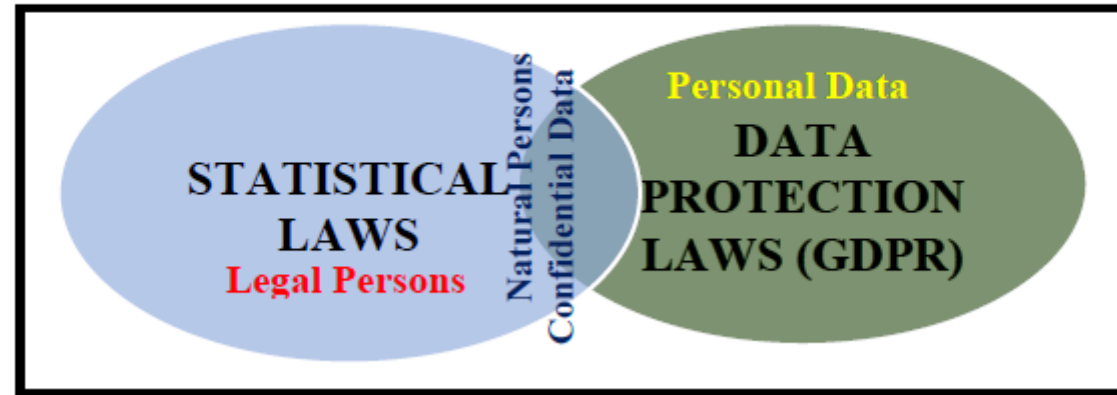 STATISTICAL
LAWS
Legal Persons
Natural Persons
Confidential Data
Personal Data
DATA
PROTECTION
LAWS (GDPR)